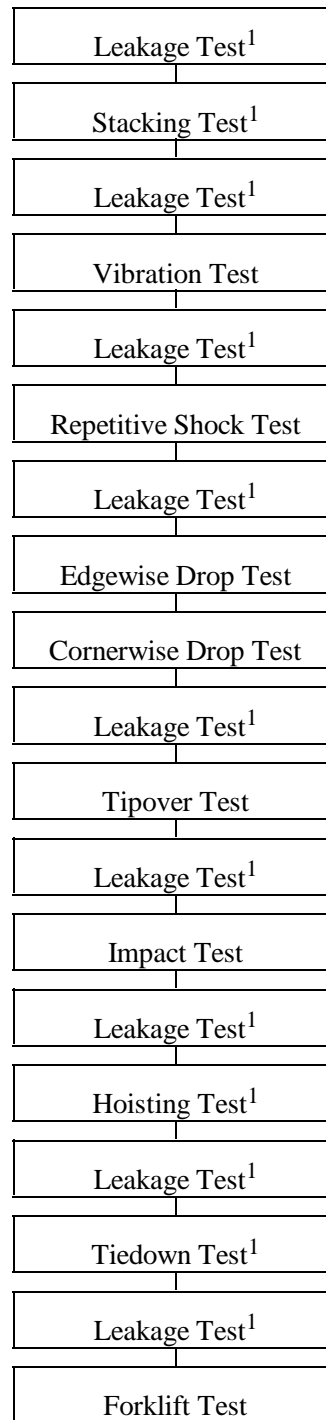 Leakage Test¹
Stacking Test¹
Leakage Test¹
Vibration Test
Leakage Test¹
Repetitive Shock Test
Leakage Test¹
Edgewise Drop Test
Cornerwise Drop Test
Leakage Test¹
Tipover Test
Leakage Test¹
Impact Test
Leakage Test¹
Hoisting Test¹
Leakage Test¹
Tiedown Test¹
Leakage Test¹
Forklift Test